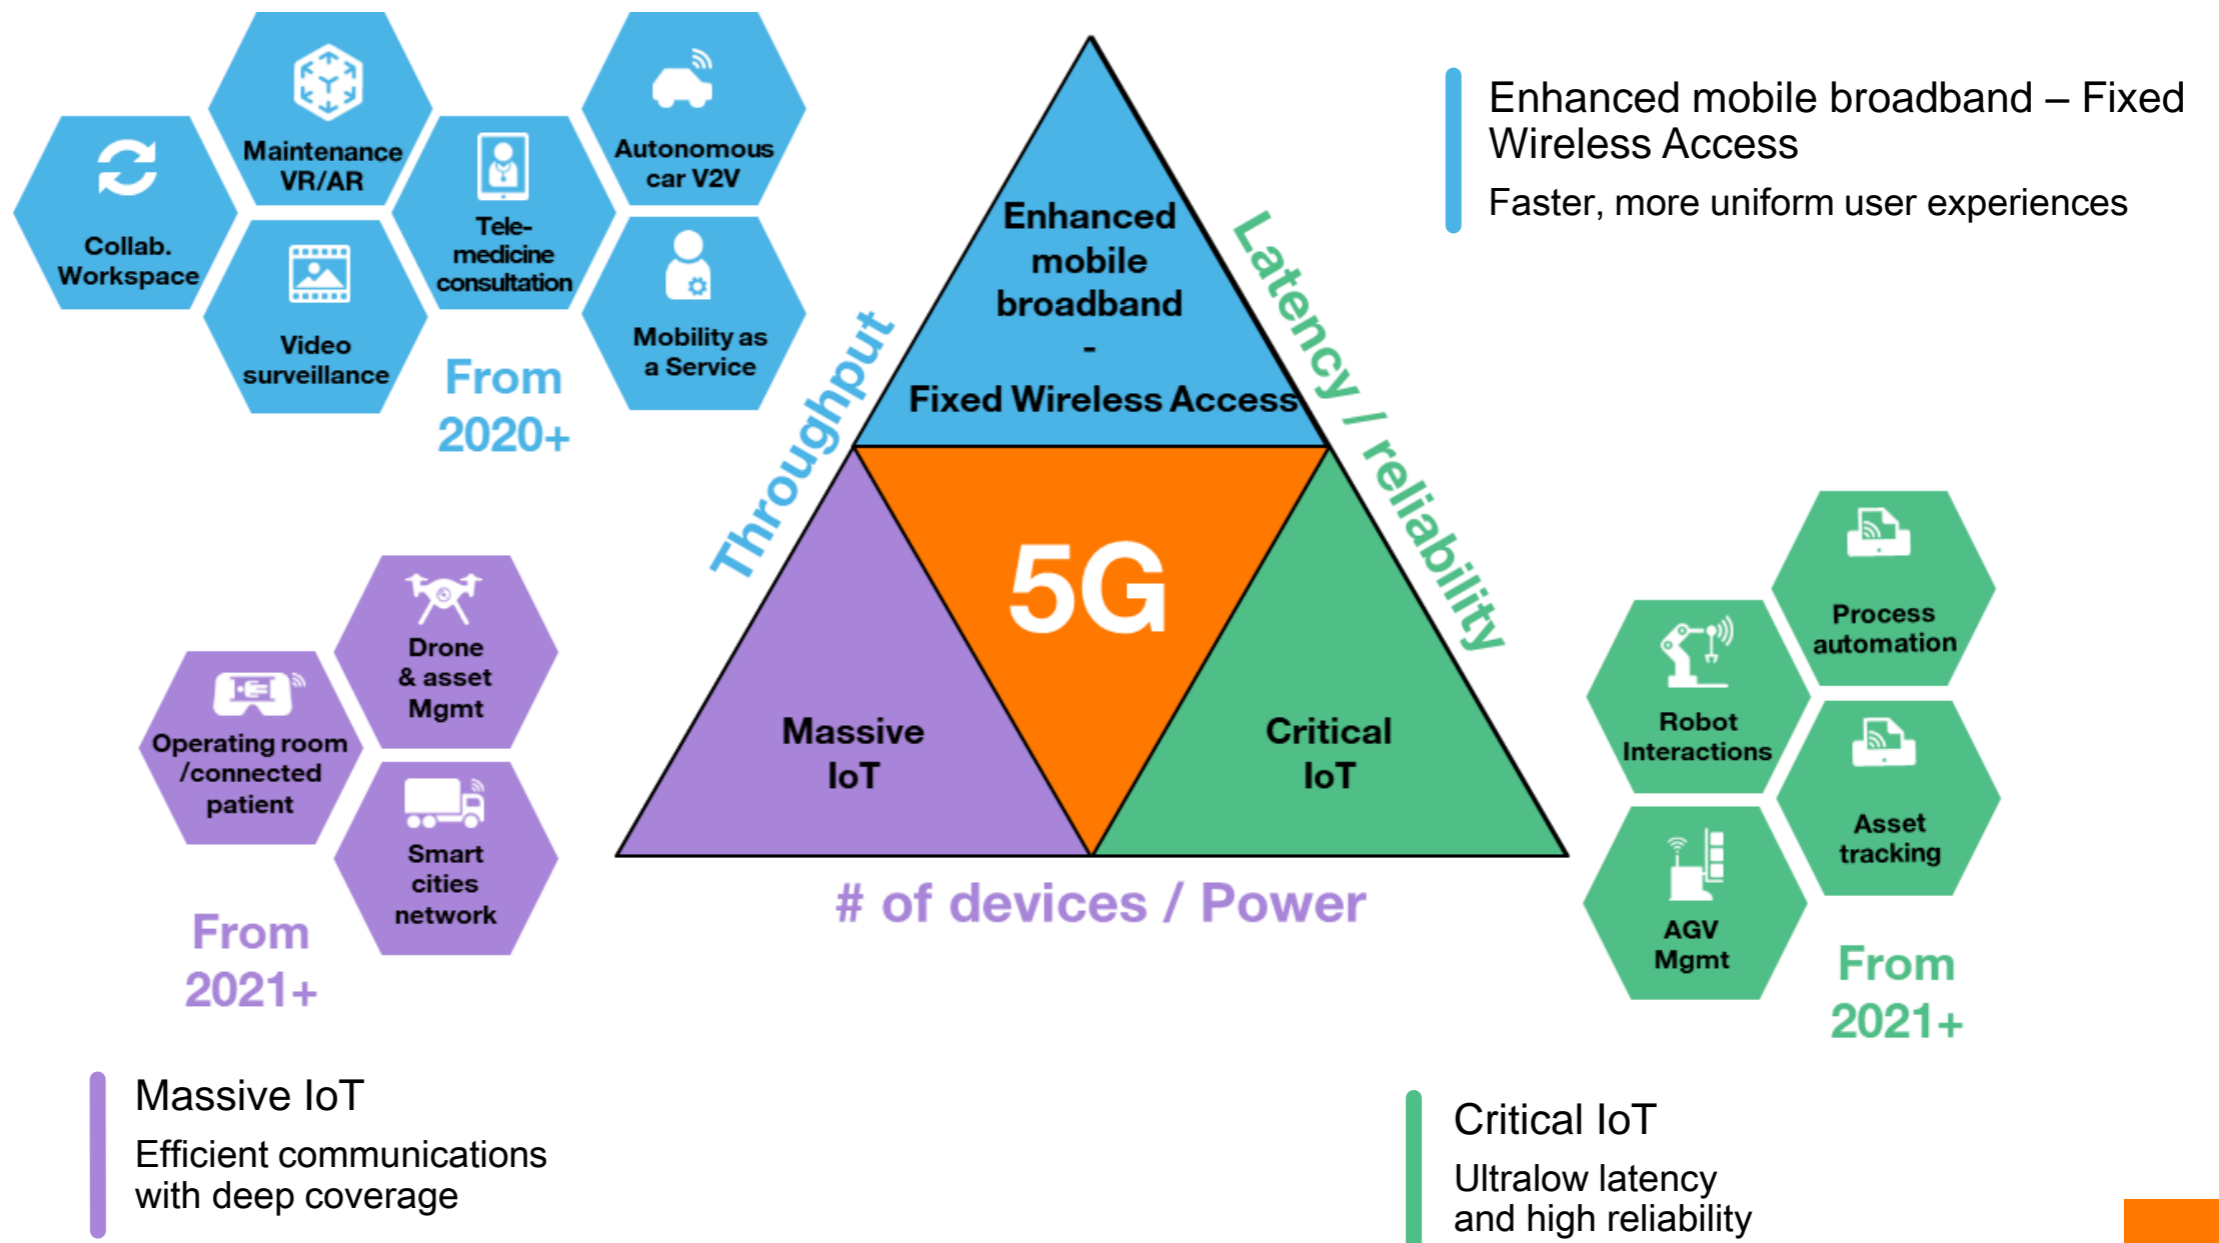 Maintenance
VR/AR
Autonomous
car V2V
Collab.
Workspace
Tele-
medicine
consultation
Video
surveillance
Mobility as
a Service
From
2020+
Throughput
Enhanced
mobile
broadband
-
Fixed Wireless Access
Latency / reliability
Enhanced mobile broadband – Fixed
Wireless Access
Faster, more uniform user experiences
5G
Massive
IoT
Critical
IoT
# of devices / Power
Drone
& asset
Mgmt
Operating room
/connected
patient
Smart
cities
network
From
2021+
Process
automation
Robot
Interactions
Asset
tracking
AGV
Mgmt
From
2021+
Massive IoT
Efficient communications
with deep coverage
Critical IoT
Ultralow latency
and high reliability